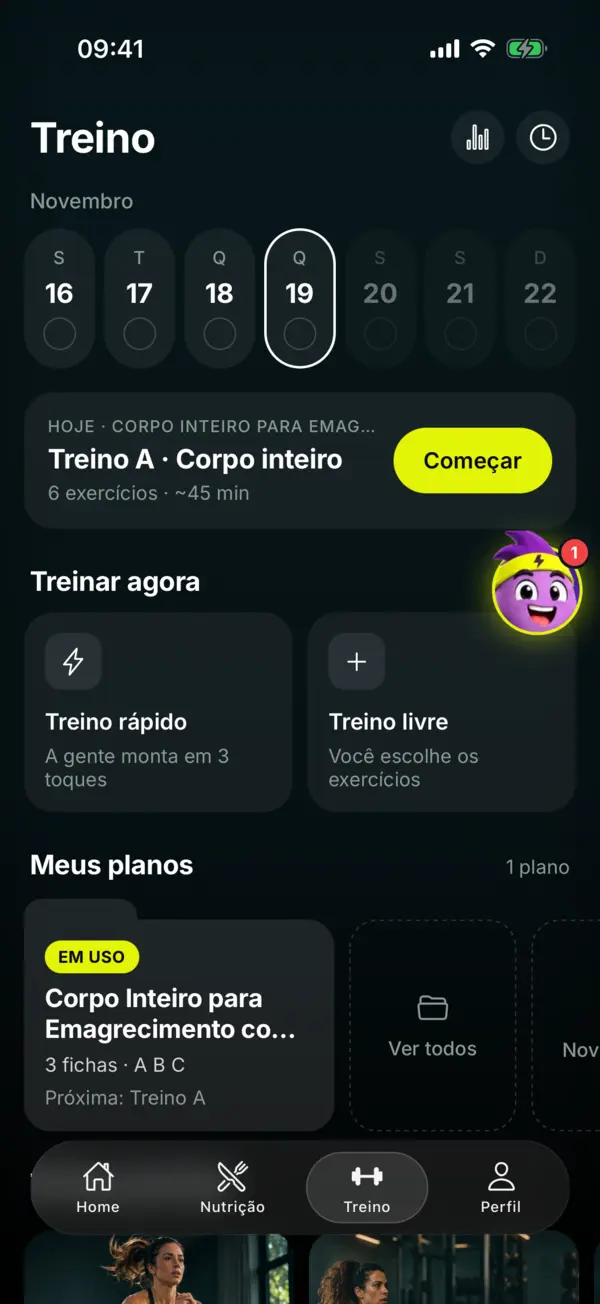 09:41
Treino
Novembro
S T Q Q S S D
16 17 18 19 20 21 22
HOJE · CORPO INTEIRO PARA EMAG...
Treino A · Corpo inteiro
6 exercícios · ~45 min
Começar
1
Treinar agora
Treino rápido
A gente monta em 3
toques
Treino livre
Você escolhe os
exercícios
Meus planos
1 plano
EM USO
Corpo Inteiro para
Emagrecimento co...
3 fichas · A B C
Próxima: Treino A
Ver todos
Nov
Home
Nutrição
Treino
Perfil